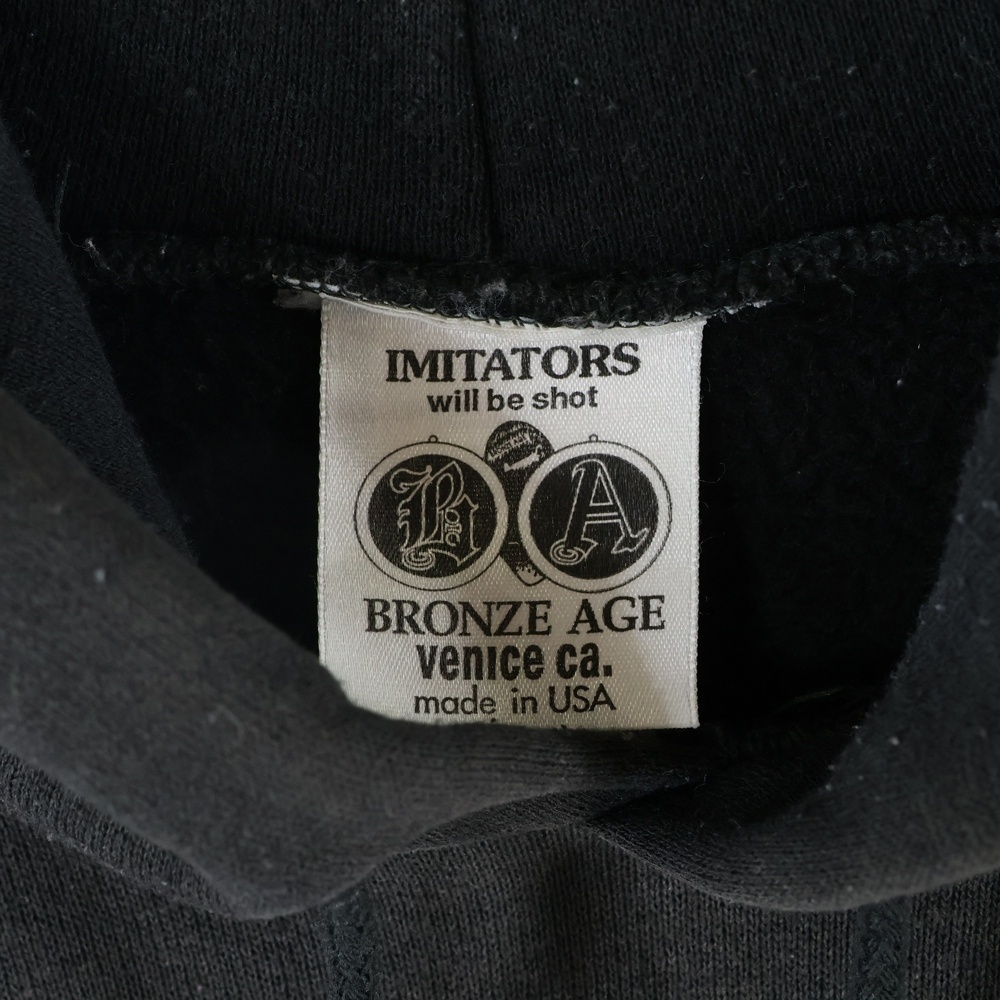 IMITATORS
will be shot
B A
BRONZE AGE
venice ca.
made in USA